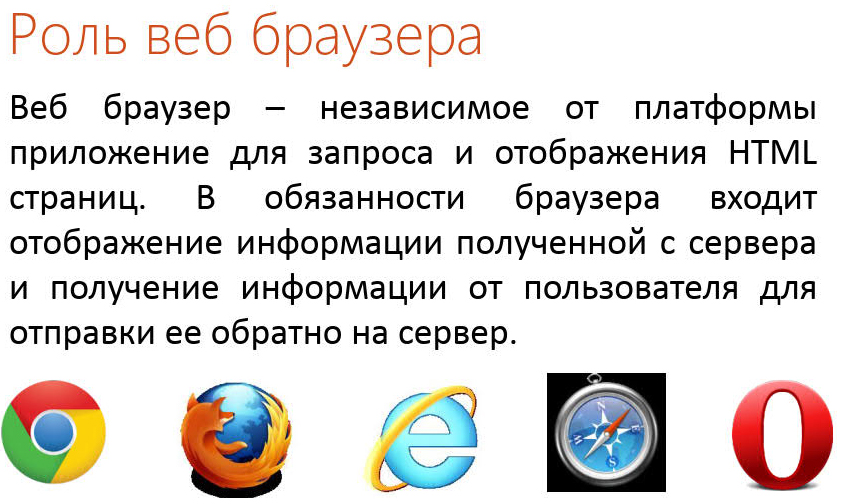 Роль веб браузера
Веб браузер – независимое от платформы
приложение для запроса и отображения HTML
страниц. В обязанности браузера входит
отображение информации полученной с сервера
и получение информации от пользователя для
отправки ее обратно на сервер.
N
E
S
W